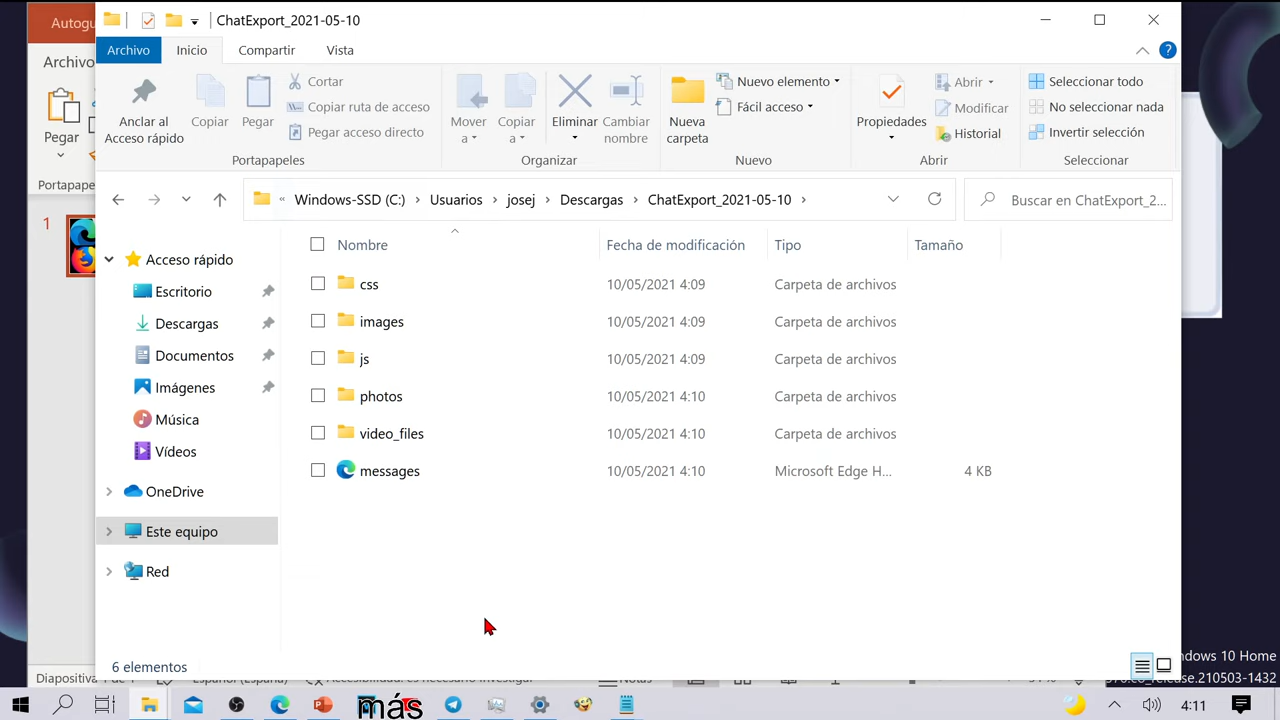 ChatExport_2021-05-10
Autogu
Archivo
Inicio
Compartir
Vista
?
Archivo
Pegar
Portapape
1
Anclar al
Acceso rápido
Copiar
Pegar
Cortar
Copiar ruta de acceso
Pegar acceso directo
Portapapeles
Mover
a
Copiar
a
Eliminar
Cambiar
nombre
Organizar
Nueva
carpeta
Nuevo elemento
Fácil acceso
Nuevo
Propiedades
Abrir
Modificar
Historial
Abrir
Seleccionar todo
No seleccionar nada
Invertir selección
Seleccionar
« Windows-SSD (C:) › Usuarios › josej › Descargas › ChatExport_2021-05-10 ›
Buscar en ChatExport_2...
Nombre Fecha de modificación Tipo Tamaño
css 10/05/2021 4:09 Carpeta de archivos
images 10/05/2021 4:09 Carpeta de archivos
js 10/05/2021 4:09 Carpeta de archivos
photos 10/05/2021 4:10 Carpeta de archivos
video_files 10/05/2021 4:10 Carpeta de archivos
messages 10/05/2021 4:10 Microsoft Edge H... 4 KB
Acceso rápido
Escritorio
Descargas
Documentos
Imágenes
Música
Vídeos
OneDrive
Este equipo
Red
6 elementos
ndows 10 Home
co_release.210503-1432
Diapositiva
más
4:11